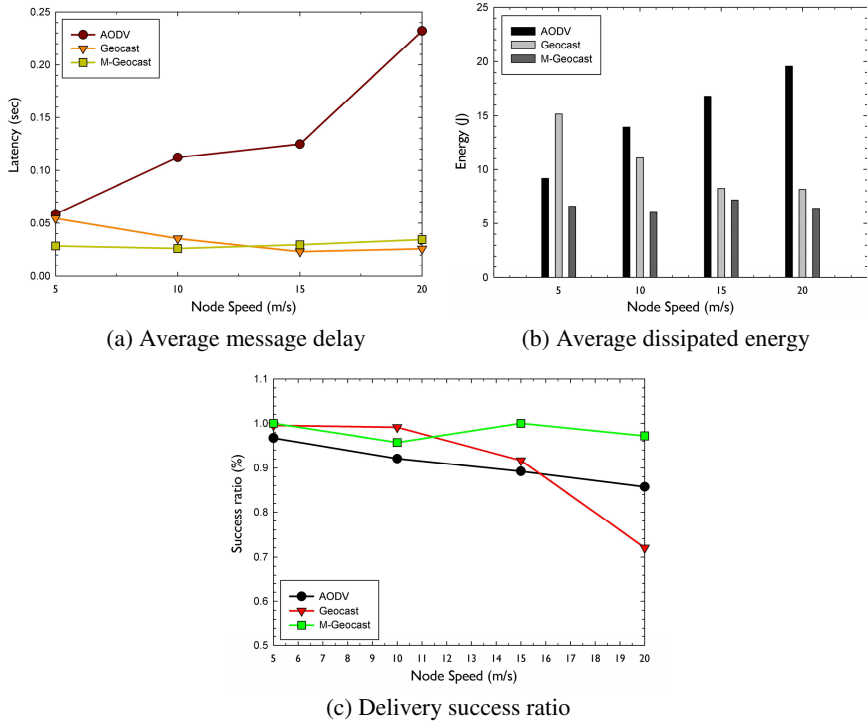 0.25
0.20
0.15
0.10
0.05
0.00
Latency (sec)
AODV
Geocast
M-Geocast
5
10
15
20
Node Speed (m/s)
(a) Average message delay
25
20
15
10
5
0
Energy (J)
AODV
Geocast
M-Geocast
5
10
15
20
Node Speed (m/s)
(b) Average dissipated energy
1.1
1.0
0.9
0.8
0.7
0.6
0.5
Success ratio (%)
AODV
Geocast
M-Geocast
5 6 7 8 9 10 11 12 13 14 15 16 17 18 19 20
Node Speed (m/s)
(c) Delivery success ratio